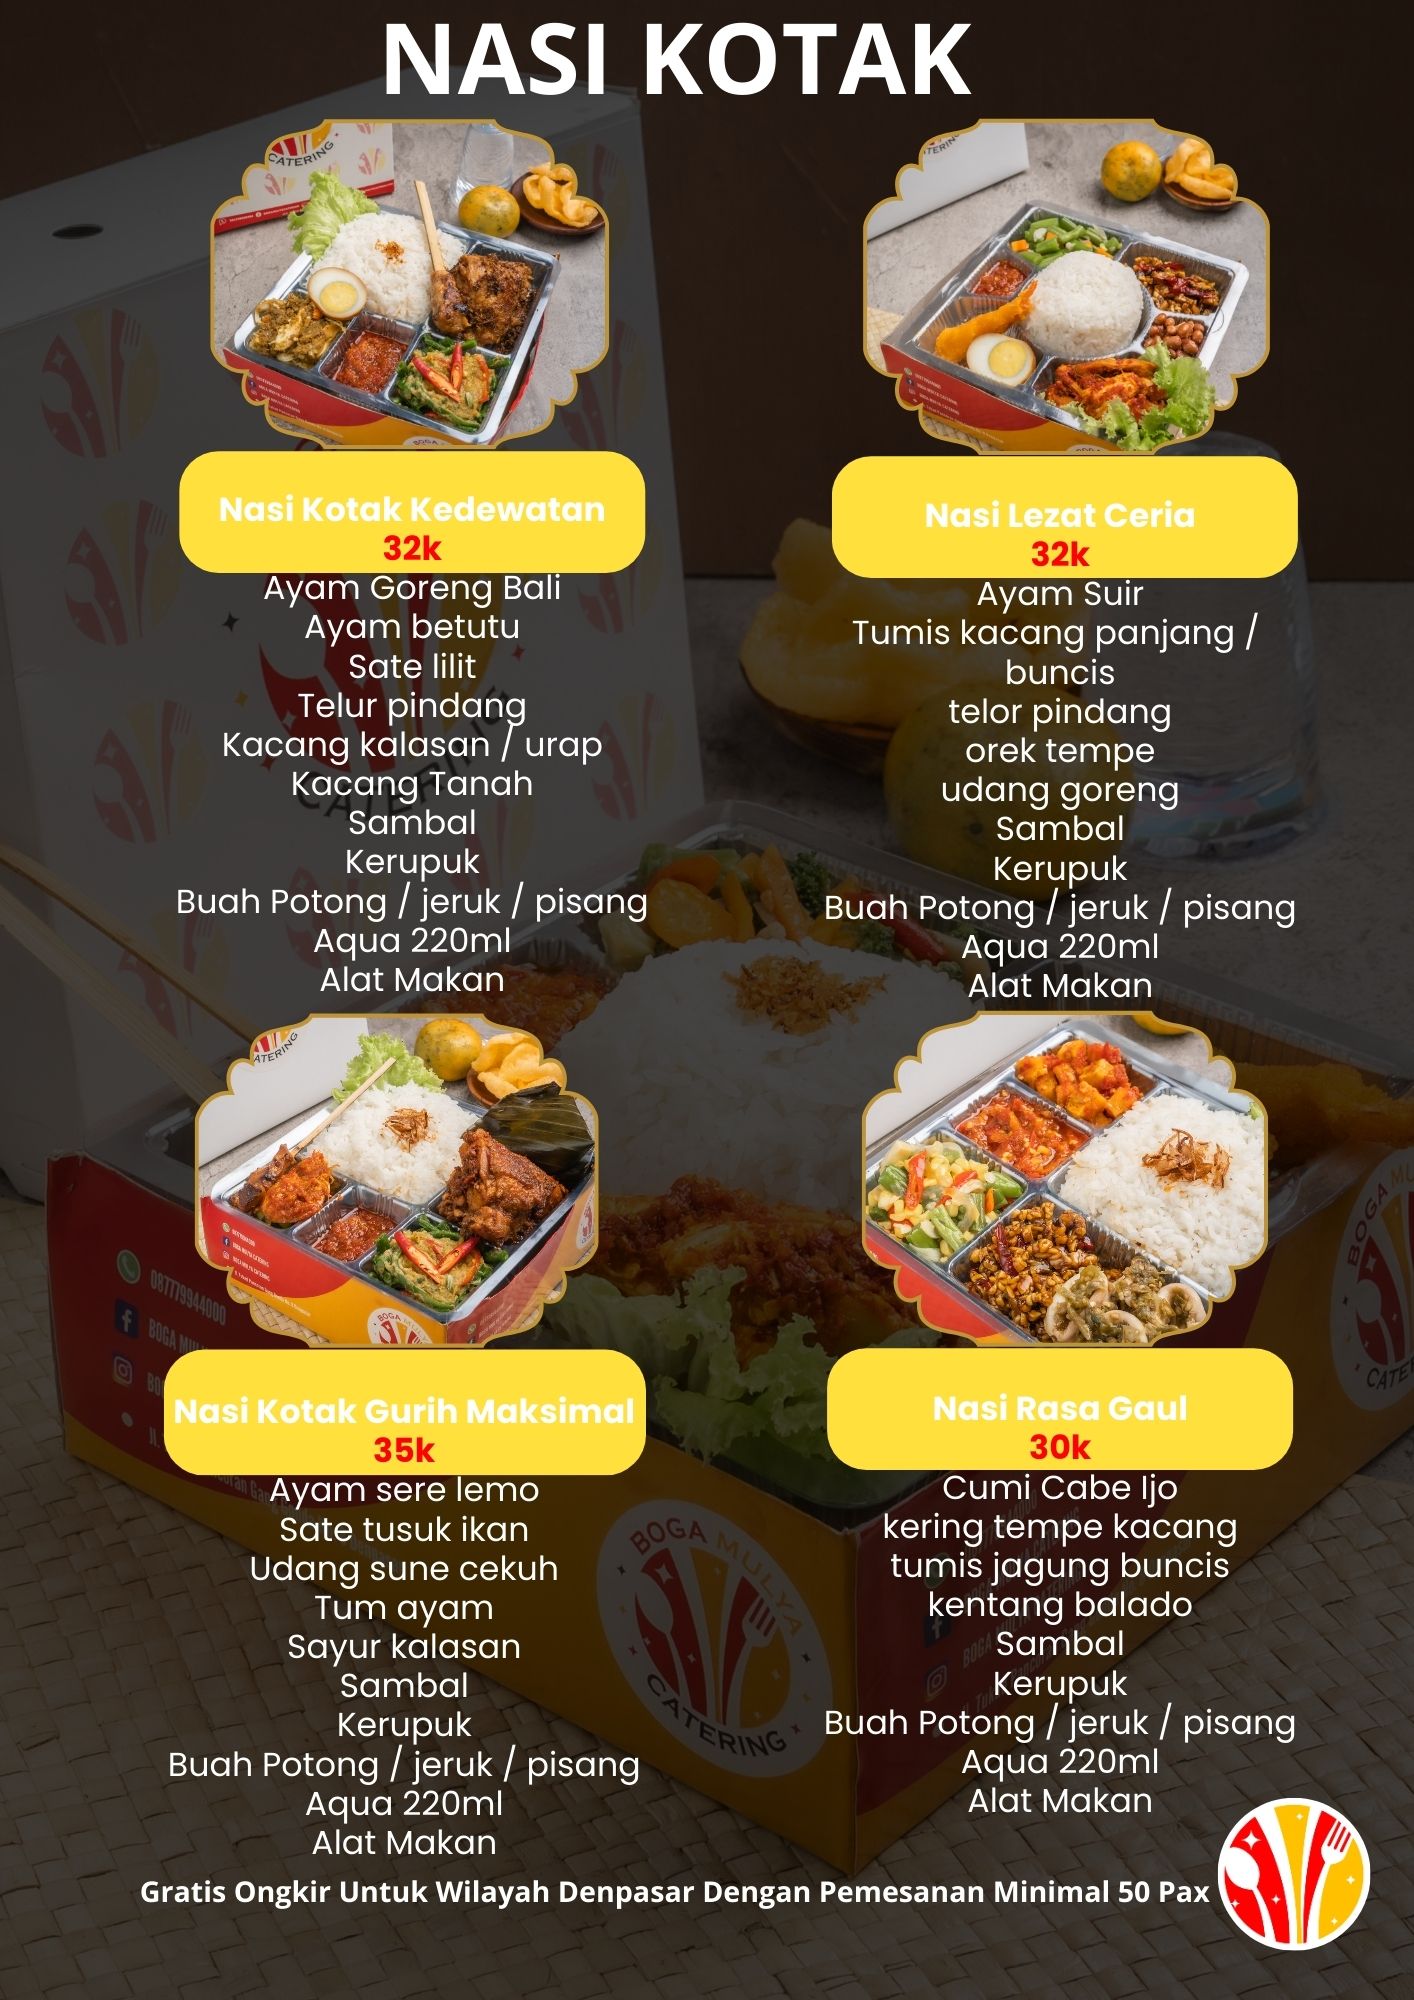 NASI KOTAK
CATERING
Nasi Kotak Kedewatan
32k
Ayam Goreng Bali
Ayam betutu
Sate lilit
Telur pindang
Kacang kalasan / urap
Kacang Tanah
Sambal
Kerupuk
Buah Potong / jeruk / pisang
Aqua 220ml
Alat Makan
Nasi Lezat Ceria
32k
Ayam Suir
Tumis kacang panjang /
buncis
telor pindang
orek tempe
udang goreng
Sambal
Kerupuk
Buah Potong / jeruk / pisang
Aqua 220ml
Alat Makan
CATERING
Nasi Kotak Gurih Maksimal
35k
Ayam sere lemo
Sate tusuk ikan
Udang sune cekuh
Tum ayam
Sayur kalasan
Sambal
Kerupuk
Buah Potong / jeruk / pisang
Aqua 220ml
Alat Makan
Nasi Rasa Gaul
30k
Cumi Cabe Ijo
kering tempe kacang
tumis jagung buncis
kentang balado
Sambal
Kerupuk
Buah Potong / jeruk / pisang
Aqua 220ml
Alat Makan
087779944000
BOGA MULYA
CATERING
Gratis Ongkir Untuk Wilayah Denpasar Dengan Pemesanan Minimal 50 Pax